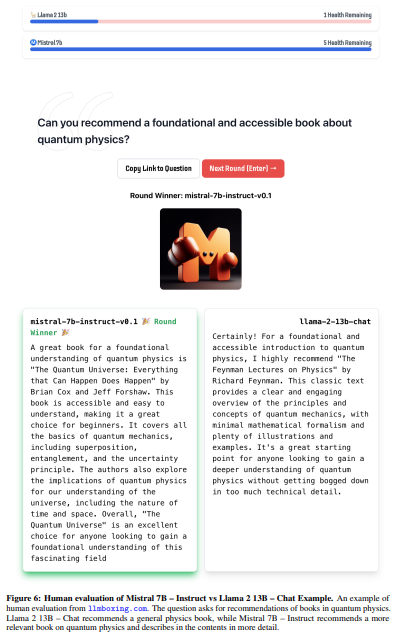 Llama 2 13b
1 Health Remaining
Mistral 7b
5 Health Remaining
Can you recommend a foundational and accessible book about
quantum physics?
Copy Link to Question
Next Round [Enter] →
Round Winner: mistral-7b-instruct-v0.1
mistral-7b-instruct-v0.1 🎉 Round
Winner 🎉
A great book for a foundational
understanding of quantum physics is
"The Quantum Universe: Everything
that Can Happen Does Happen" by
Brian Cox and Jeff Forshaw. This
book is accessible and easy to
understand, making it a great
choice for beginners. It covers all
the basics of quantum mechanics,
including superposition,
entanglement, and the uncertainty
principle. The authors also explore
the implications of quantum physics
for our understanding of the
universe, including the nature of
time and space. Overall, "The
Quantum Universe" is an excellent
choice for anyone looking to gain a
foundational understanding of this
fascinating field
llama-2-13b-chat
Certainly! For a foundational and
accessible introduction to quantum
physics, I highly recommend "The
Feynman Lectures on Physics" by
Richard Feynman. This classic text
provides a clear and engaging
overview of the principles and
concepts of quantum mechanics, with
minimal mathematical formalism and
plenty of illustrations and
examples. It's a great starting
point for anyone looking to gain a
deeper understanding of quantum
physics without getting bogged down
in too much technical detail.
Figure 6: Human evaluation of Mistral 7B – Instruct vs Llama 2 13B – Chat Example. An example of
human evaluation from llmboxing.com. The question asks for recommendations of books in quantum physics.
Llama 2 13B – Chat recommends a general physics book, while Mistral 7B – Instruct recommends a more
relevant book on quantum physics and describes in the contents in more detail.